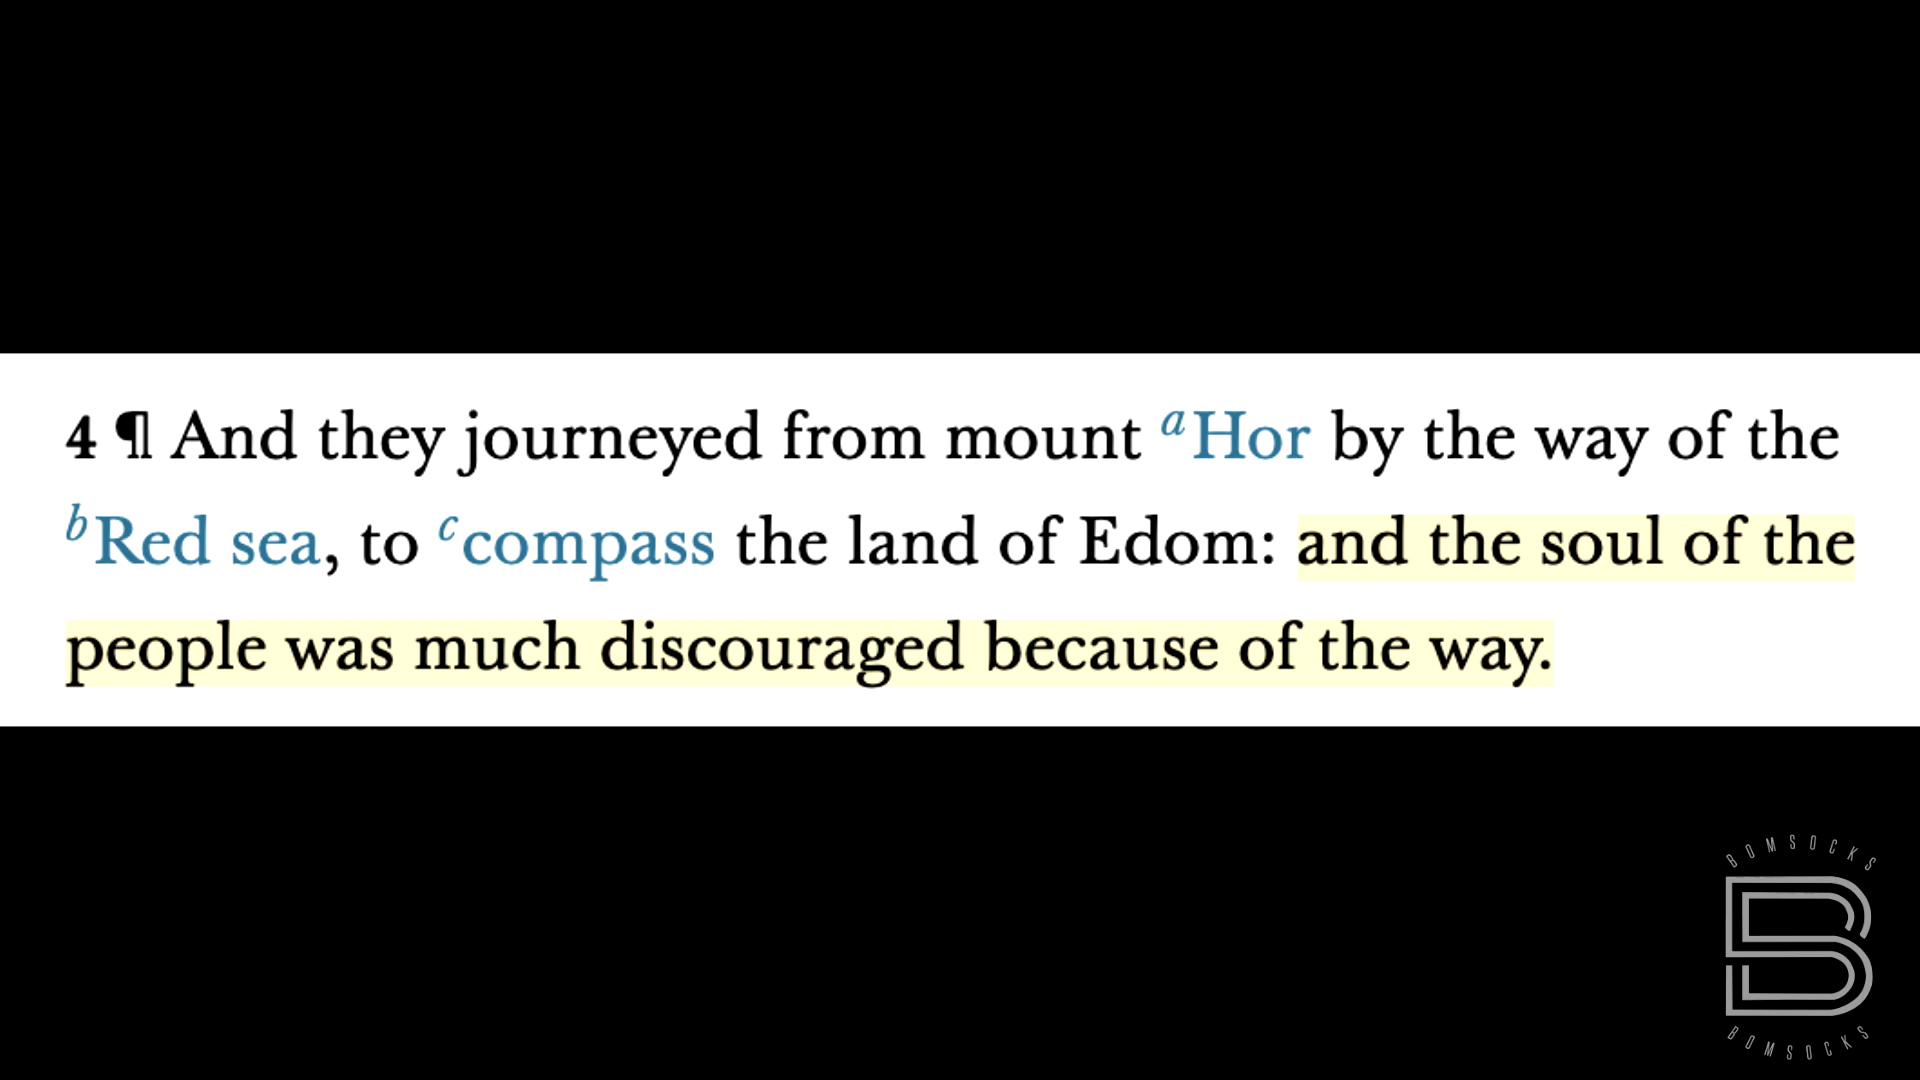 4 ¶ And they journeyed from mount aHor by the way of the
bRed sea, to ccompass the land of Edom: and the soul of the
people was much discouraged because of the way.
BOMSOCKS
BOMSOCKS